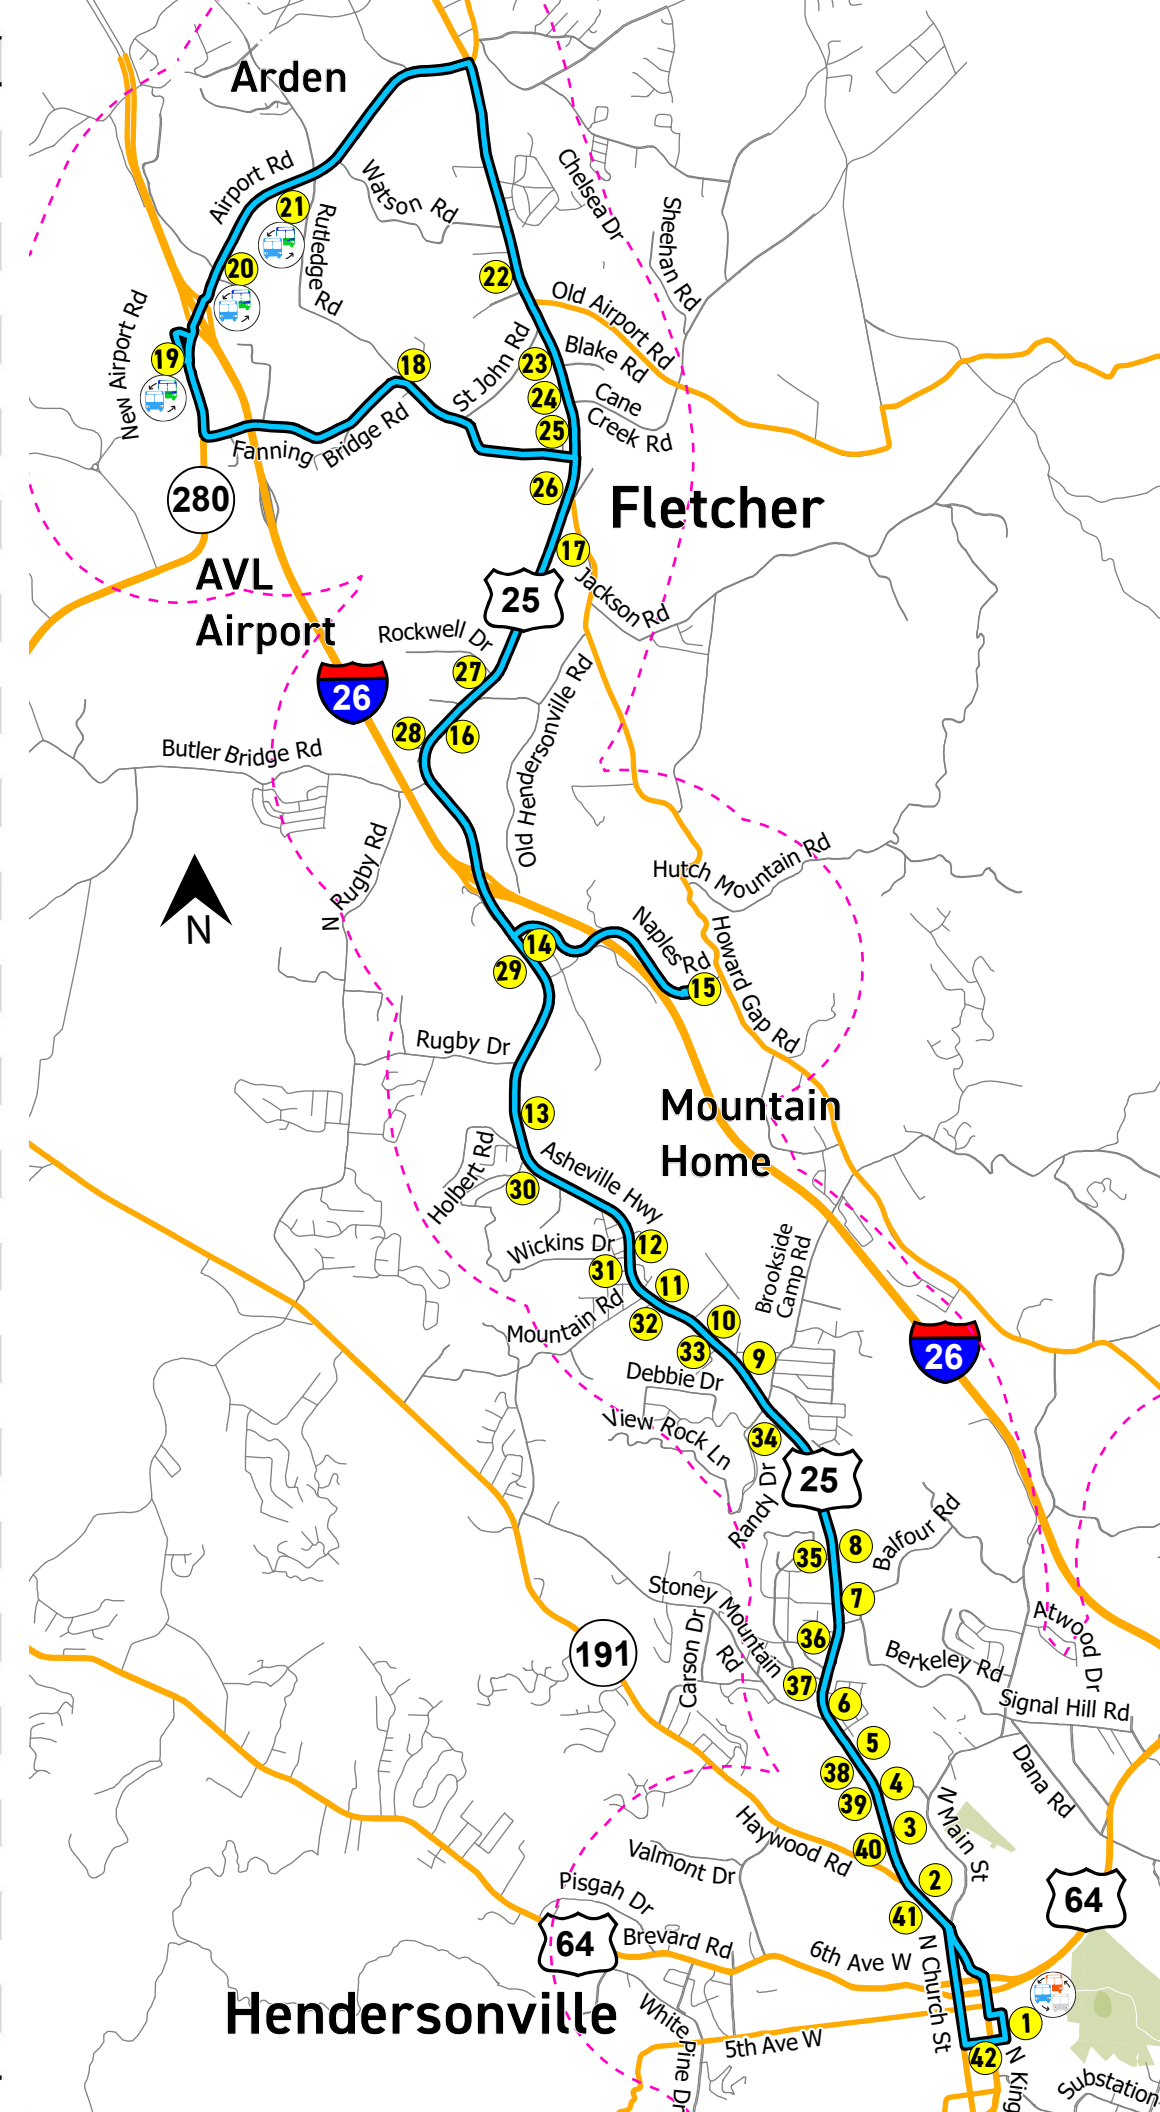 Arden
Airport Rd
21
Watson Rd
Chelsea Dr
Sheehan Rd
Rutledge Rd
20
22
Old Airport Rd
New Airport Rd
19
18
St John Rd
23
Blake Rd
24
Cane
Creek Rd
25
Fanning Bridge Rd
26
280
Fletcher
17
AVL
Airport
25
Jackson Rd
Rockwell Dr
27
26
28
16
Butler Bridge Rd
Old Hendersonville Rd
N Rugby Rd
Hutch Mountain Rd
N
Naples Rd
Howard Gap Rd
14
29
15
Rugby Dr
Mountain
Home
13
Holbert Rd
Asheville Hwy
30
Wickins Dr
12
31
11
Brookside
Camp Rd
Mountain Rd
32
10
33
9
26
Debbie Dr
View Rock Ln
34
25
Randy Dr
35
8
Balfour Rd
Stoney Mountain
Rd
7
Carson Dr
36
191
Atwood Dr
Berkeley Rd
37
6
Signal Hill Rd
5
38
4
Dana Rd
39
N Main St
3
Haywood Rd
40
Valmont Dr
2
Pisgah Dr
41
64
64
Brevard Rd
6th Ave W
N Church St
Hendersonville
White Pine Dr
5th Ave W
1
42
N King
Substation